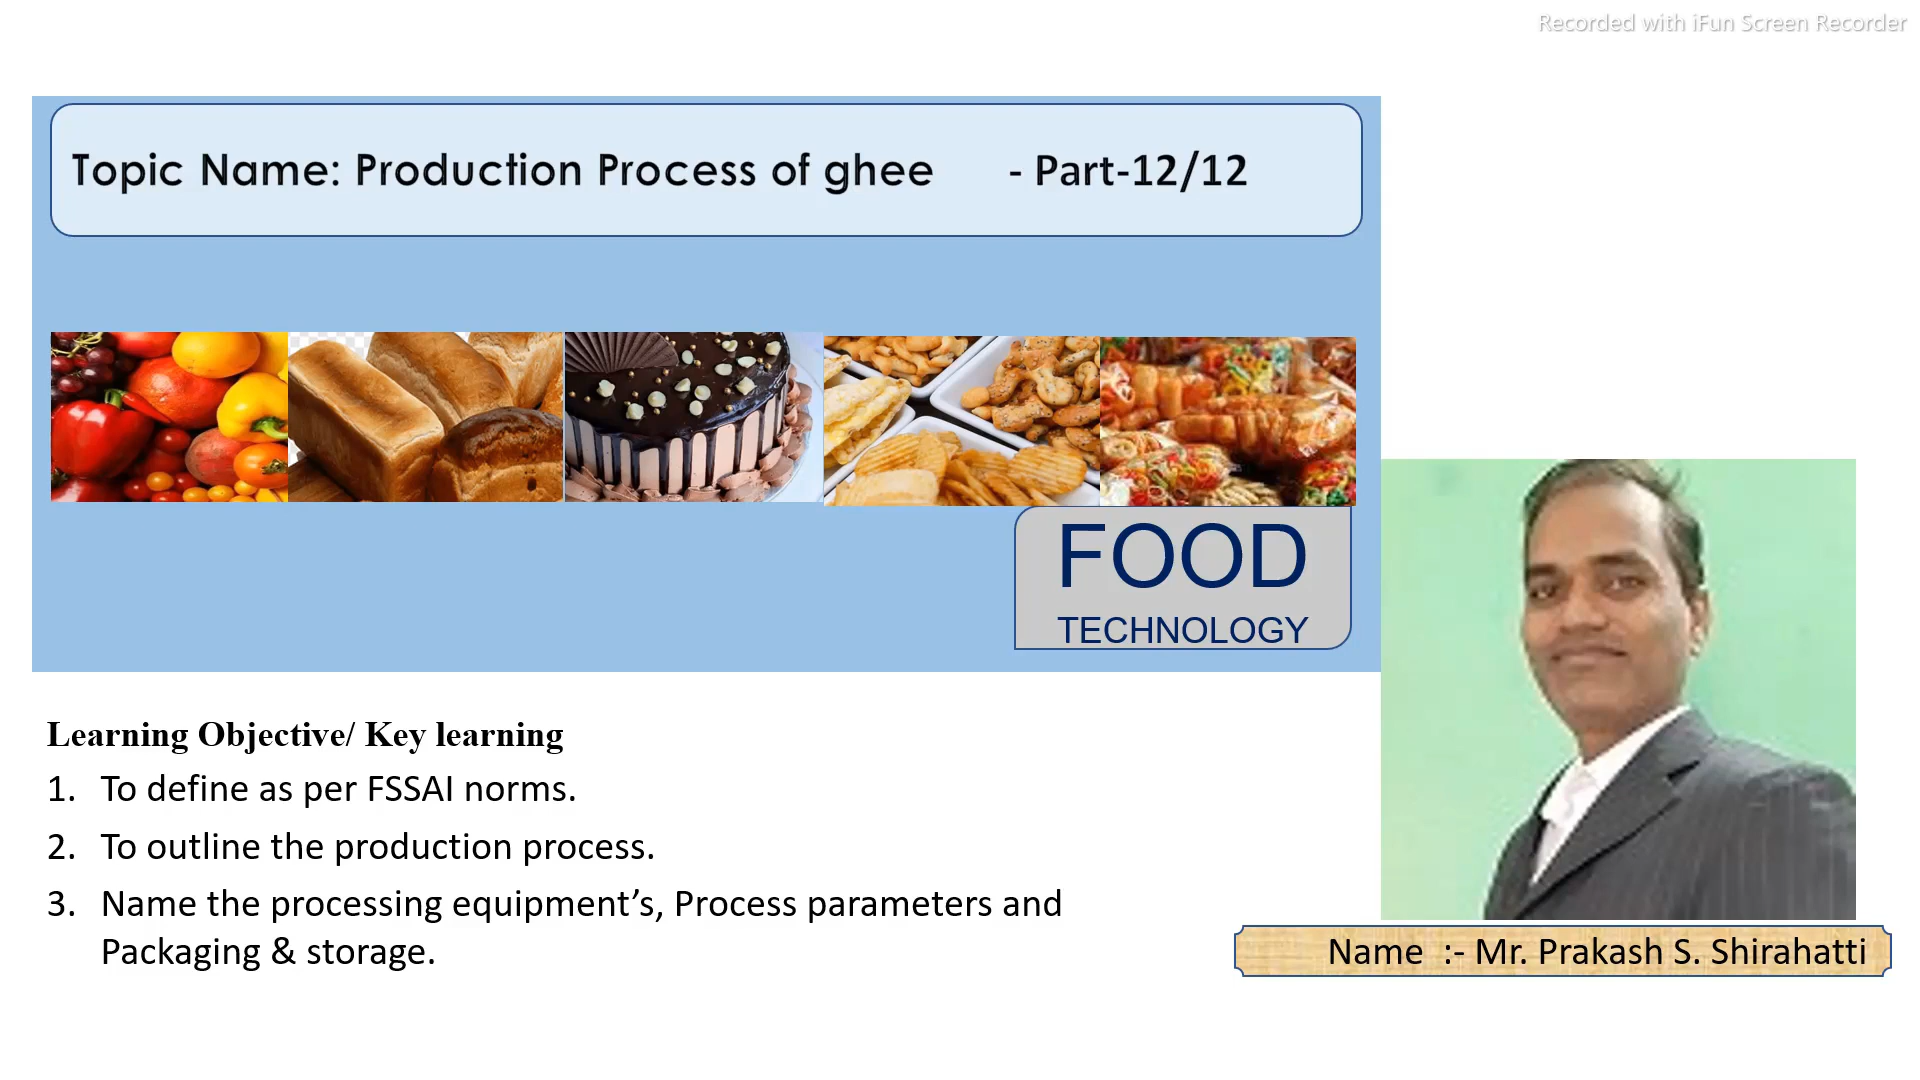 Recorded with iFun Screen Recorder
Topic Name: Production Process of ghee - Part-12/12
FOOD
TECHNOLOGY
Learning Objective/ Key learning
1. To define as per FSSAI norms.
2. To outline the production process.
3. Name the processing equipment’s, Process parameters and
Packaging & storage.
Name :- Mr. Prakash S. Shirahatti